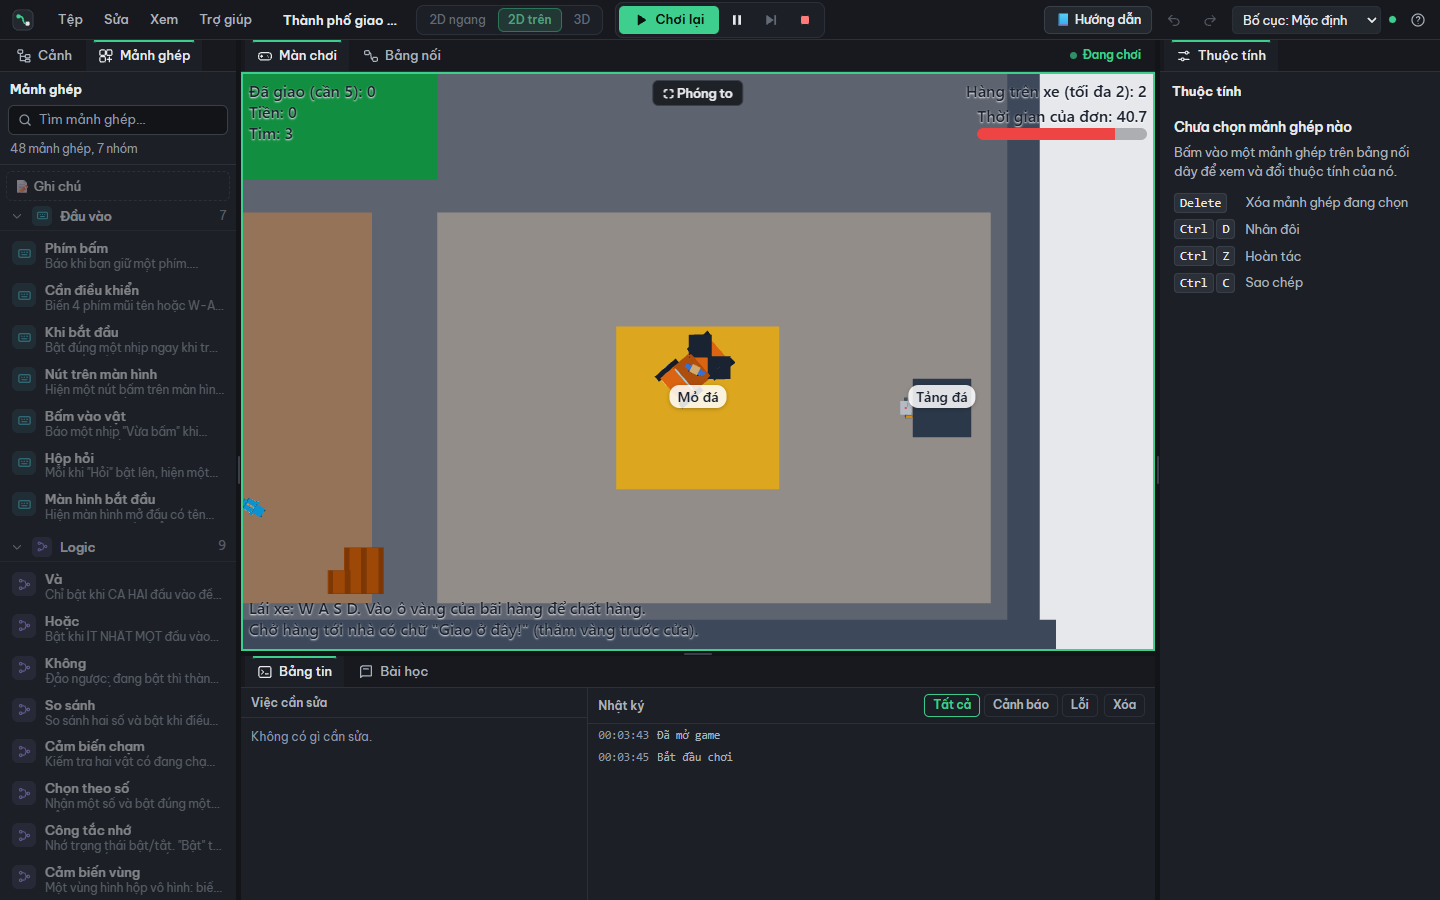 Tệp Sửa Xem Trợ giúp Thành phố giao ... 2D ngang 2D trên 3D Chơi lại Hướng dẫn Bố cục: Mặc định
Cảnh Mảnh ghép
Mảnh ghép
Tìm mảnh ghép...
48 mảnh ghép, 7 nhóm
Ghi chú
Đầu vào 7
Phím bấm
Báo khi bạn giữ một phím....
Cần điều khiển
Biến 4 phím mũi tên hoặc W-A...
Khi bắt đầu
Bật đúng một nhịp ngay khi tr...
Nút trên màn hình
Hiện một nút bấm trên màn hìn...
Bấm vào vật
Báo một nhịp "Vừa bấm" khi...
Hộp hỏi
Mỗi khi "Hỏi" bật lên, hiện một...
Màn hình bắt đầu
Hiện màn hình mở đầu có tên...
Logic 9
Và
Chỉ bật khi CẢ HAI đầu vào đề...
Hoặc
Bật khi ÍT NHẤT MỘT đầu vào...
Không
Đảo ngược: đang bật thì thàn...
So sánh
So sánh hai số và bật khi điều...
Cảm biến chạm
Kiểm tra hai vật có đang chạ...
Chọn theo số
Nhận một số và bật đúng một...
Công tắc nhớ
Nhớ trạng thái bật/tắt. "Bật" t...
Cảm biến vùng
Một vùng hình hộp vô hình: biế...
Màn chơi Bảng nối Đang chơi
Đã giao (cần 5): 0
Tiền: 0
Tim: 3
Phóng to
Hàng trên xe (tối đa 2): 2
Thời gian của đơn: 40.7
Mỏ đá
Tảng đá
Lái xe: W A S D. Vào ô vàng của bãi hàng để chất hàng.
Chở hàng tới nhà có chữ "Giao ở đây!" (thảm vàng trước cửa).
Bảng tin Bài học
Việc cần sửa
Không có gì cần sửa.
Nhật ký Tất cả Cảnh báo Lỗi Xóa
00:03:43 Đã mở game
00:03:45 Bắt đầu chơi
Thuộc tính
Thuộc tính
Chưa chọn mảnh ghép nào
Bấm vào một mảnh ghép trên bảng nối
dây để xem và đổi thuộc tính của nó.
Delete Xóa mảnh ghép đang chọn
Ctrl D Nhân đôi
Ctrl Z Hoàn tác
Ctrl C Sao chép